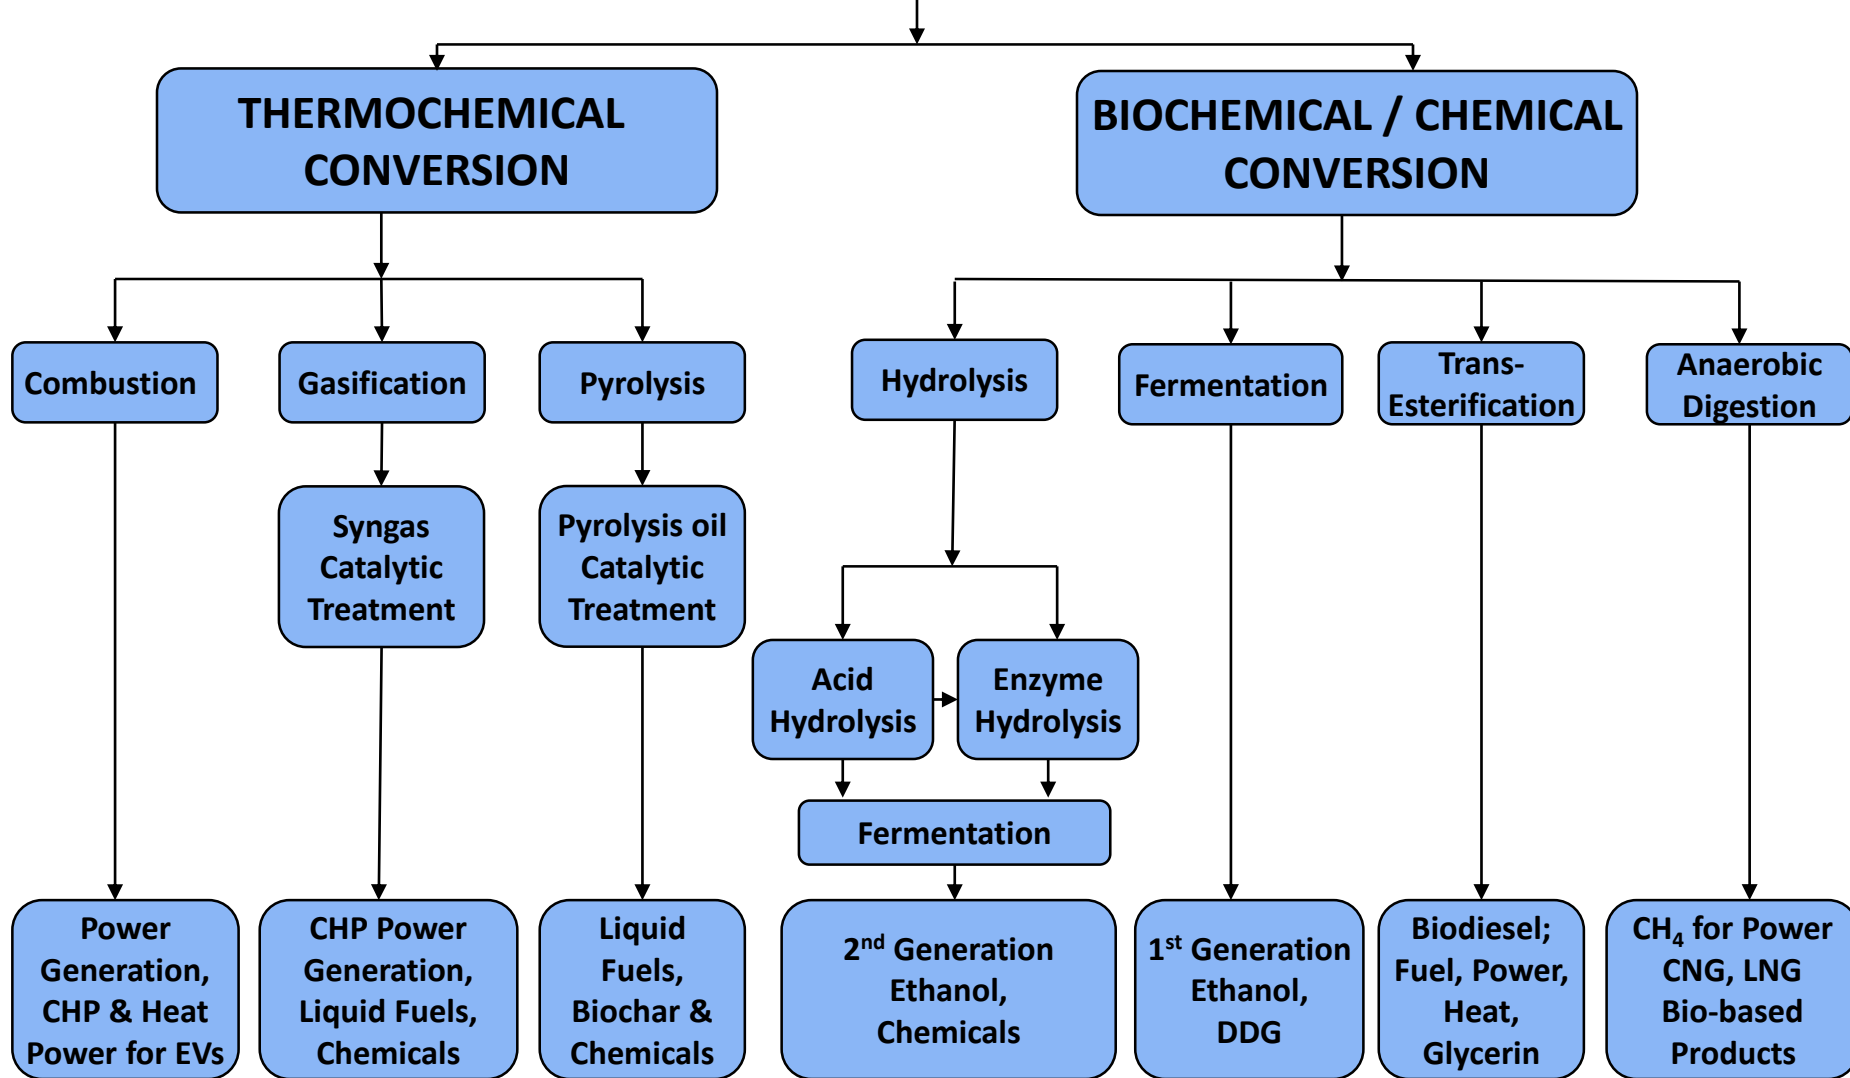 THERMOCHEMICAL
CONVERSION
BIOCHEMICAL / CHEMICAL
CONVERSION
Combustion
Gasification
Pyrolysis
Hydrolysis
Fermentation
Trans-
Esterification
Anaerobic
Digestion
Syngas
Catalytic
Treatment
Pyrolysis oil
Catalytic
Treatment
Acid
Hydrolysis
Enzyme
Hydrolysis
Fermentation
Power
Generation,
CHP & Heat
Power for EVs
CHP Power
Generation,
Liquid Fuels,
Chemicals
Liquid
Fuels,
Biochar &
Chemicals
2nd Generation
Ethanol,
Chemicals
1st Generation
Ethanol,
DDG
Biodiesel;
Fuel, Power,
Heat,
Glycerin
CH4 for Power
CNG, LNG
Bio-based
Products